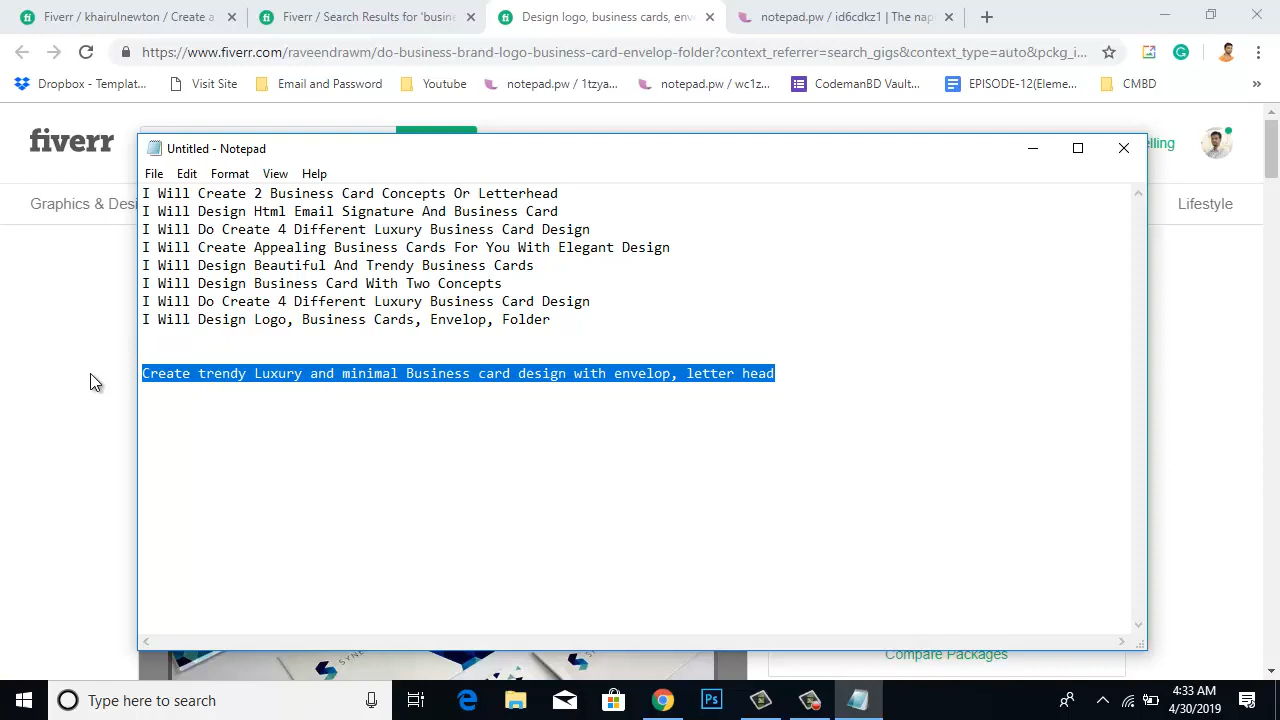 Fiverr / khairulnewton / Create a
Fiverr / Search Results for 'busine
Design logo, business cards, env
notepad.pw / id6cdkz1 | The nap
https://www.fiverr.com/raveendrawm/do-business-brand-logo-business-card-envelop-folder?context_referrer=search_gigs&context_type=auto&pckg_i...
Dropbox - Templat... Visit Site Email and Password Youtube notepad.pw / 1tzya... notepad.pw / wc1z... CodemanBD Vault... EPISODE-12(Eleme... CMBD »
fiverr
elling
Graphics & Desi
Lifestyle
Untitled - Notepad
File Edit Format View Help
I Will Create 2 Business Card Concepts Or Letterhead
I Will Design Html Email Signature And Business Card
I Will Do Create 4 Different Luxury Business Card Design
I Will Create Appealing Business Cards For You With Elegant Design
I Will Design Beautiful And Trendy Business Cards
I Will Design Business Card With Two Concepts
I Will Do Create 4 Different Luxury Business Card Design
I Will Design Logo, Business Cards, Envelop, Folder
Create trendy Luxury and minimal Business card design with envelop, letter head
SYNE
Compare Packages
Type here to search
Ps
4:33 AM
4/30/2019